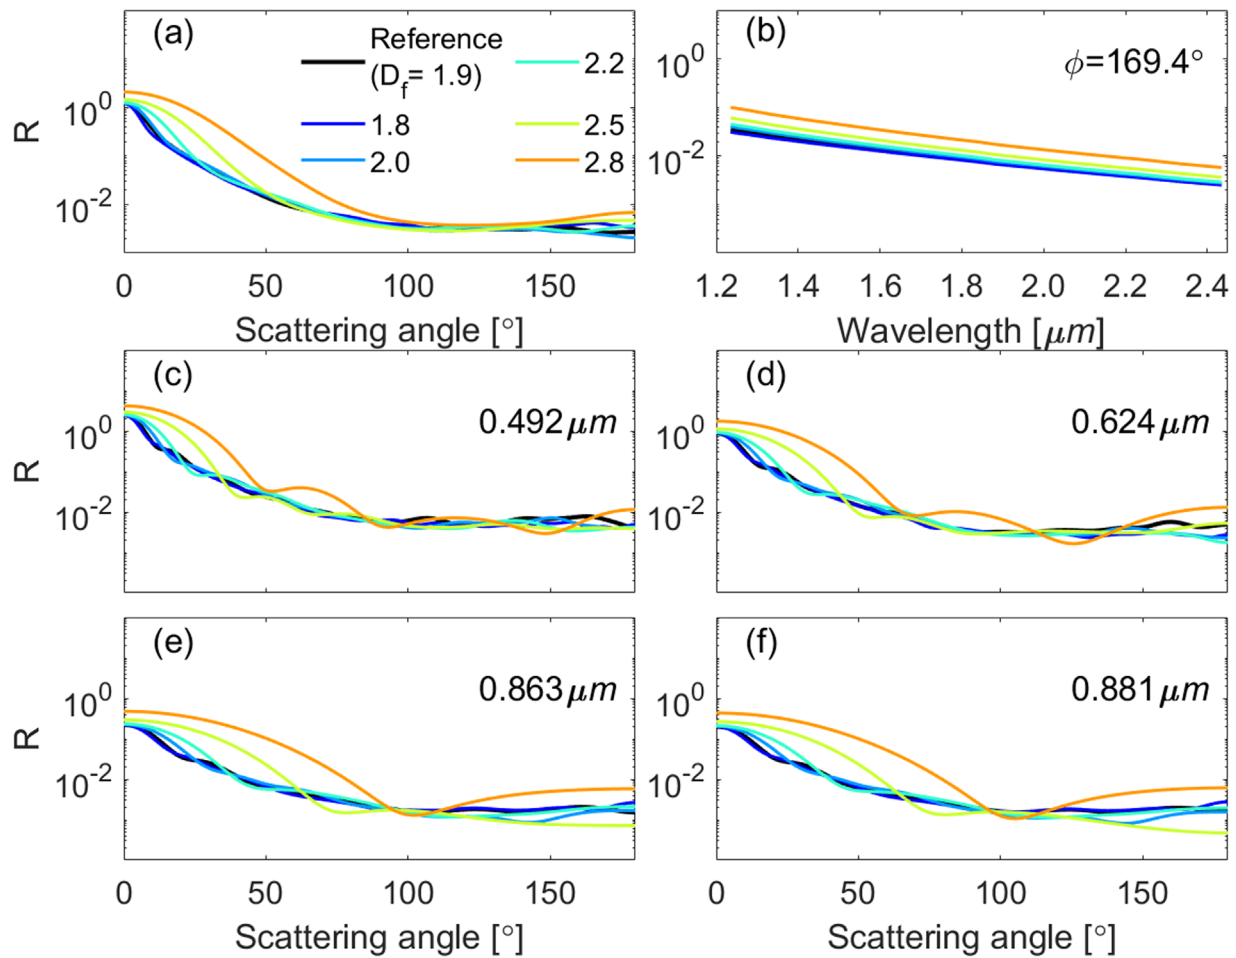 (a)
Reference
(D_f= 1.9)
1.8
2.0
2.2
2.5
2.8
R
10^0
10^-2
0 50 100 150
Scattering angle [°]
(b)
ϕ=169.4°
10^0
10^-2
1.2 1.4 1.6 1.8 2.0 2.2 2.4
Wavelength [μm]
(c)
0.492μm
R
10^0
10^-2
(d)
0.624μm
10^0
10^-2
(e)
0.863μm
R
10^0
10^-2
0 50 100 150
Scattering angle [°]
(f)
0.881μm
10^0
10^-2
0 50 100 150
Scattering angle [°]